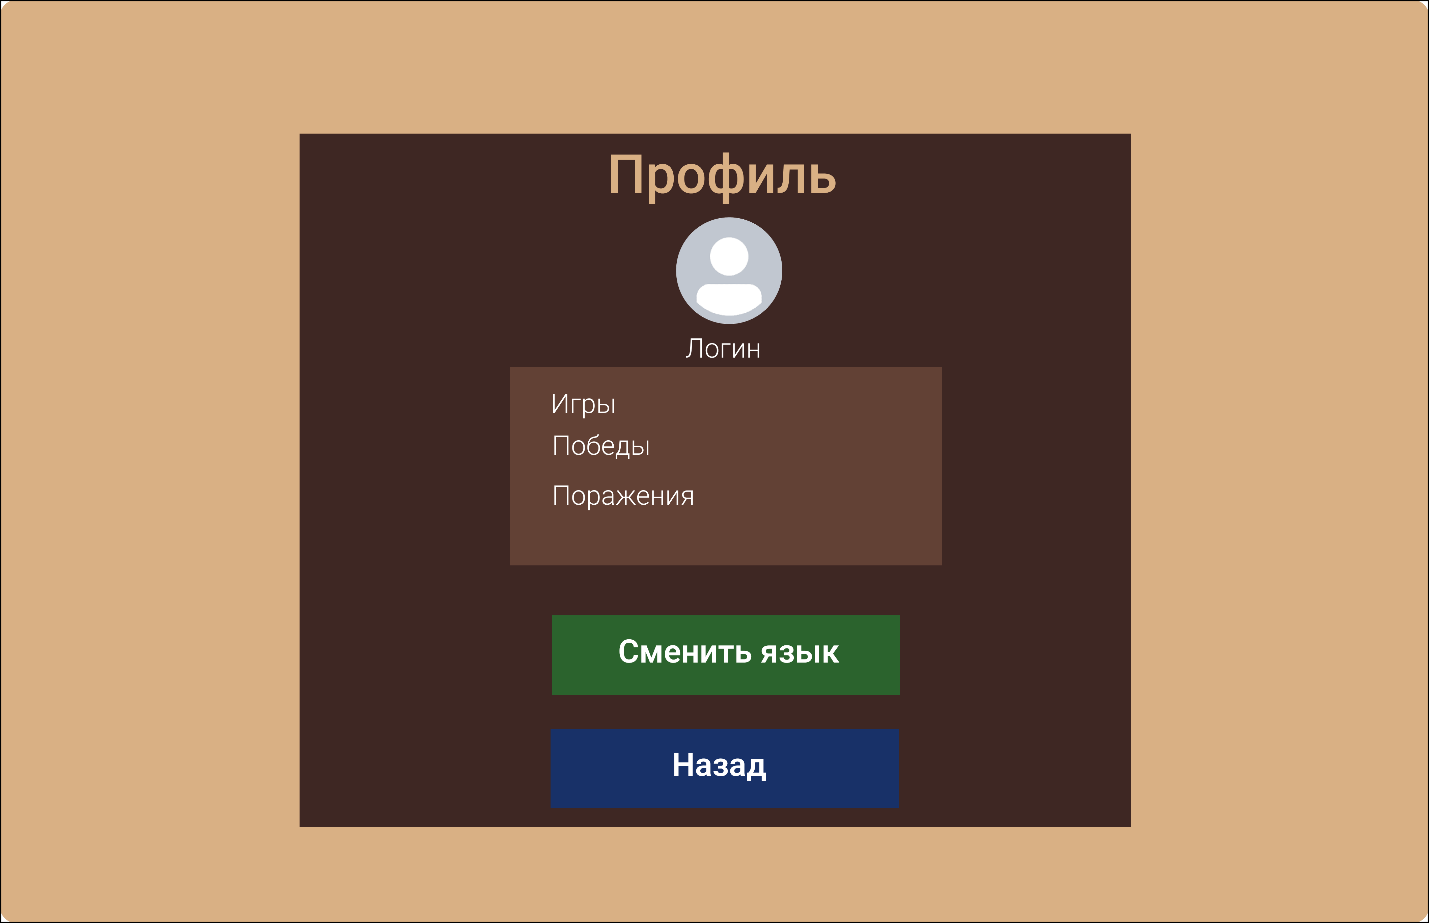 Профиль
Логин
Игры
Победы
Поражения
Сменить язык
Назад